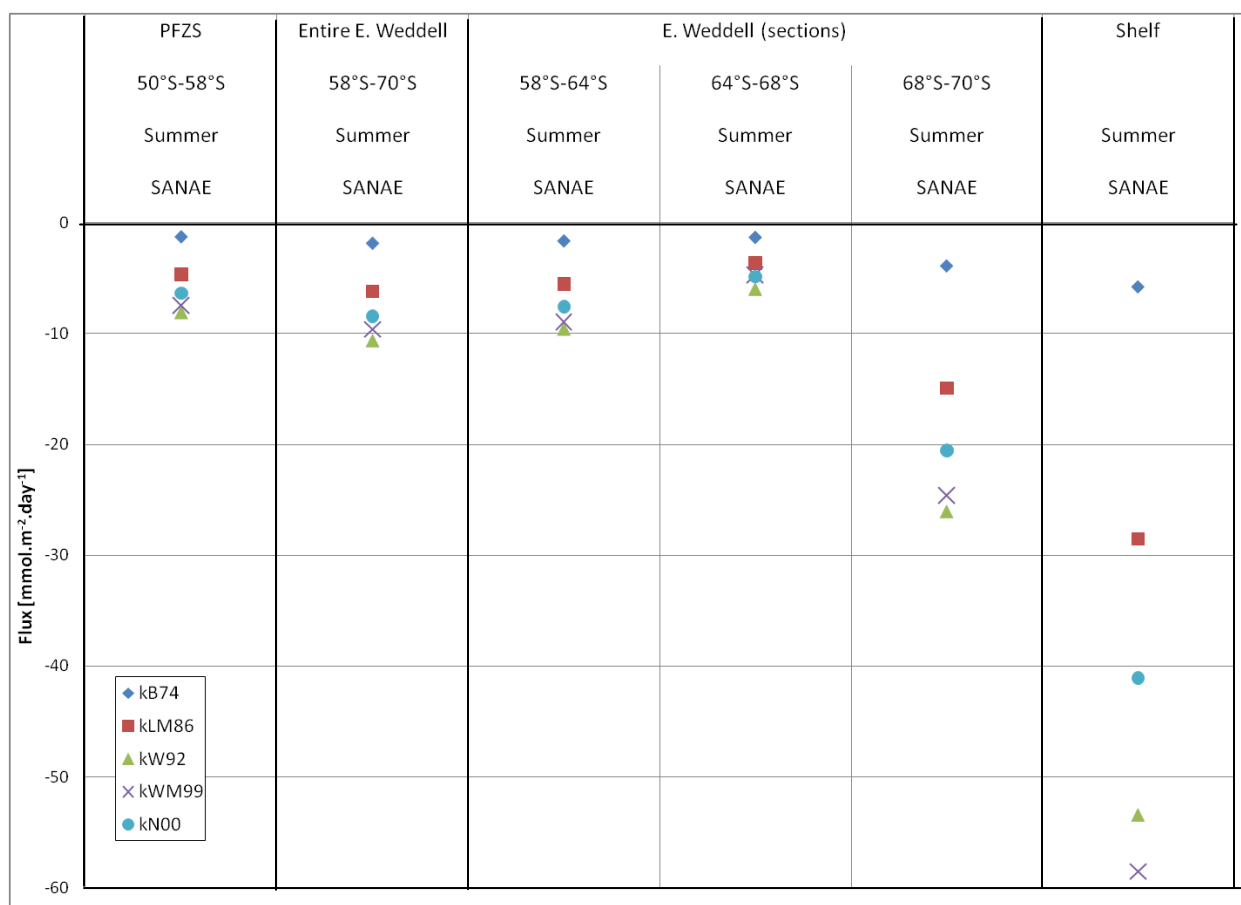 PFZS Entire E. Weddell E. Weddell (sections) Shelf
50°S-58°S 58°S-70°S 58°S-64°S 64°S-68°S 68°S-70°S
Summer Summer Summer Summer Summer Summer
SANAE SANAE SANAE SANAE SANAE SANAE
0
-10
-20
-30
-40
-50
-60
Flux [mmol.m⁻².day⁻¹]
kB74
kLM86
kW92
kWM99
kN00